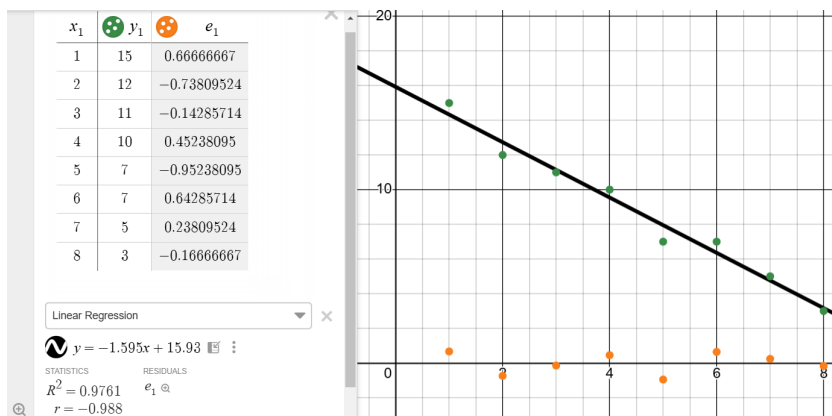 x₁ y₁ e₁
1 15 0.66666667
2 12 −0.73809524
3 11 −0.14285714
4 10 0.45238095
5 7 −0.95238095
6 7 0.64285714
7 5 0.23809524
8 3 −0.16666667
Linear Regression
y = −1.595x + 15.93
STATISTICS RESIDUALS
R² = 0.9761 e₁
r = −0.988
20
10
0 2 4 6 8